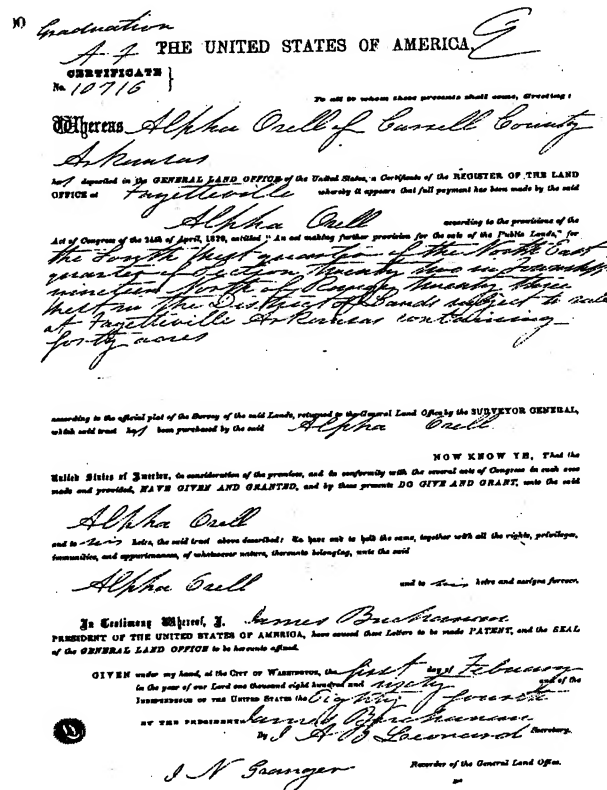 Graduation
THE UNITED STATES OF AMERICA,
CERTIFICATE
No. 10716
To all to whom these presents shall come, Greeting:
Whereas Alpha Orell of Carroll County
Arkansas
has deposited in the GENERAL LAND OFFICE of the United States, a Certificate of the REGISTER OF THE LAND
OFFICE at Fayetteville whereby it appears that full payment has been made by the said
Alpha Orell according to the provisions of the
Act of Congress of the 24th of April, 1820, entitled "An act making further provision for the sale of the Public Lands," for
the South West quarter of the North East
quarter of Section twenty two in Township
nineteen North of Range twenty three
West in the District of Lands subject to sale
at Fayetteville Arkansas containing
forty acres
according to the official plat of the Survey of the said Lands, returned to the General Land Office by the SURVEYOR GENERAL,
which said tract has been purchased by the said Alpha Orell
NOW KNOW YE, That the
United States of America, in consideration of the premises, and in conformity with the several acts of Congress in such case
made and provided, HAVE GIVEN AND GRANTED, and by these presents DO GIVE AND GRANT, unto the said
Alpha Orell
and to his heirs, the said tract above described: To have and to hold the same, together with all the rights, privileges,
immunities, and appurtenances, of whatsoever nature, thereunto belonging, unto the said
Alpha Orell and to his heirs and assigns forever.
In Testimony Whereof, I, James Buchanan
PRESIDENT OF THE UNITED STATES OF AMERICA, have caused these Letters to be made PATENT, and the SEAL
of the GENERAL LAND OFFICE to be hereunto affixed.
GIVEN under my hand, at the CITY OF WASHINGTON, the first day of February
in the year of our Lord one thousand eight hundred and sixty and of the
INDEPENDENCE OF THE UNITED STATES the Eighty fourth
BY THE PRESIDENT: James Buchanan
By J A B Leonard Secretary.
J N Granger Recorder of the General Land Office.